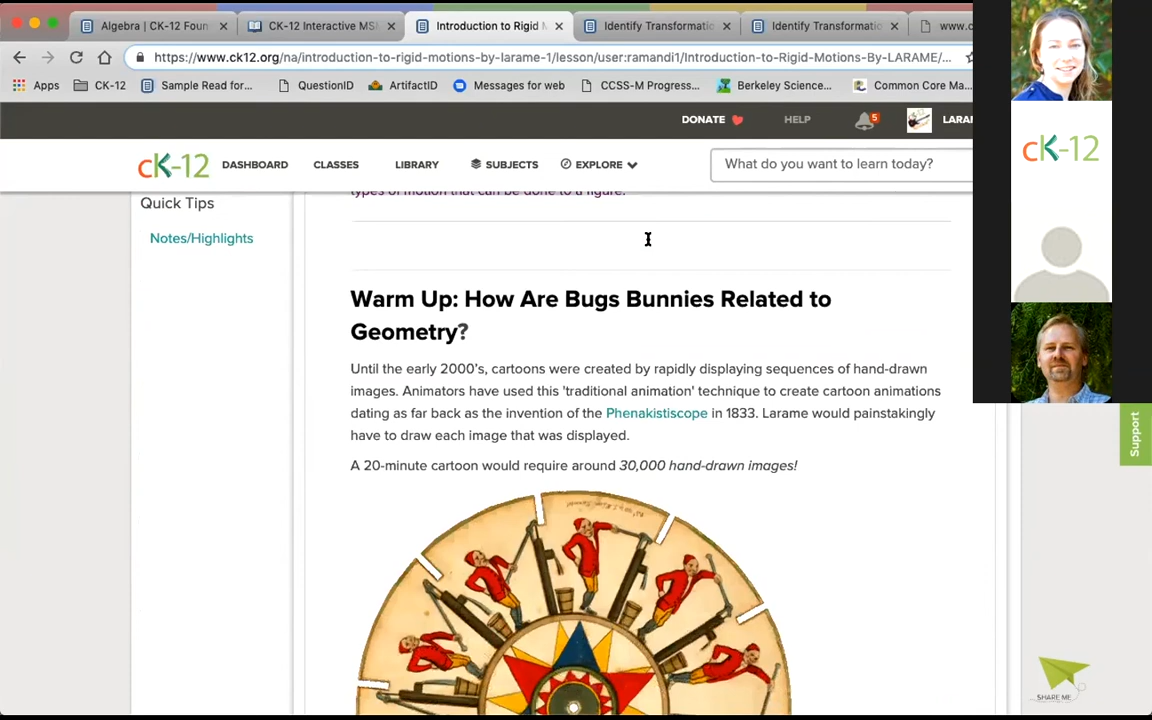 Algebra | CK-12 Foun
CK-12 Interactive MS
Introduction to Rigid M
Identify Transformatio
Identify Transformatio
www.c
https://www.ck12.org/na/introduction-to-rigid-motions-by-larame-1/lesson/user:ramandi1/Introduction-to-Rigid-Motions-By-LARAME/...
Apps
CK-12
Sample Read for...
QuestionID
ArtifactID
Messages for web
CCSS-M Progress...
Berkeley Science...
Common Core Ma...
DONATE
HELP
5
LARAM
cK-12
cK-12
DASHBOARD
CLASSES
LIBRARY
SUBJECTS
EXPLORE
What do you want to learn today?
types of motion that can be done to a figure.
Quick Tips
Notes/Highlights
Warm Up: How Are Bugs Bunnies Related to
Geometry?
Until the early 2000's, cartoons were created by rapidly displaying sequences of hand-drawn
images. Animators have used this 'traditional animation' technique to create cartoon animations
dating as far back as the invention of the Phenakistiscope in 1833. Larame would painstakingly
have to draw each image that was displayed.
A 20-minute cartoon would require around 30,000 hand-drawn images!
Support
SHARE ME